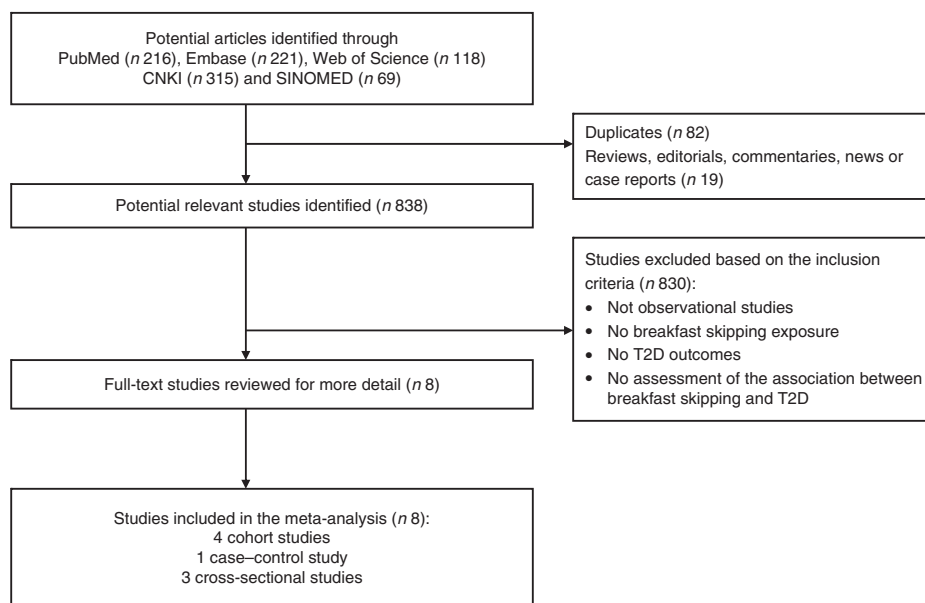 Potential articles identified through
PubMed (n 216), Embase (n 221), Web of Science (n 118)
CNKI (n 315) and SINOMED (n 69)
Duplicates (n 82)
Reviews, editorials, commentaries, news or
case reports (n 19)
Potential relevant studies identified (n 838)
Studies excluded based on the inclusion
criteria (n 830):
• Not observational studies
• No breakfast skipping exposure
• No T2D outcomes
• No assessment of the association between
breakfast skipping and T2D
Full-text studies reviewed for more detail (n 8)
Studies included in the meta-analysis (n 8):
4 cohort studies
1 case–control study
3 cross-sectional studies